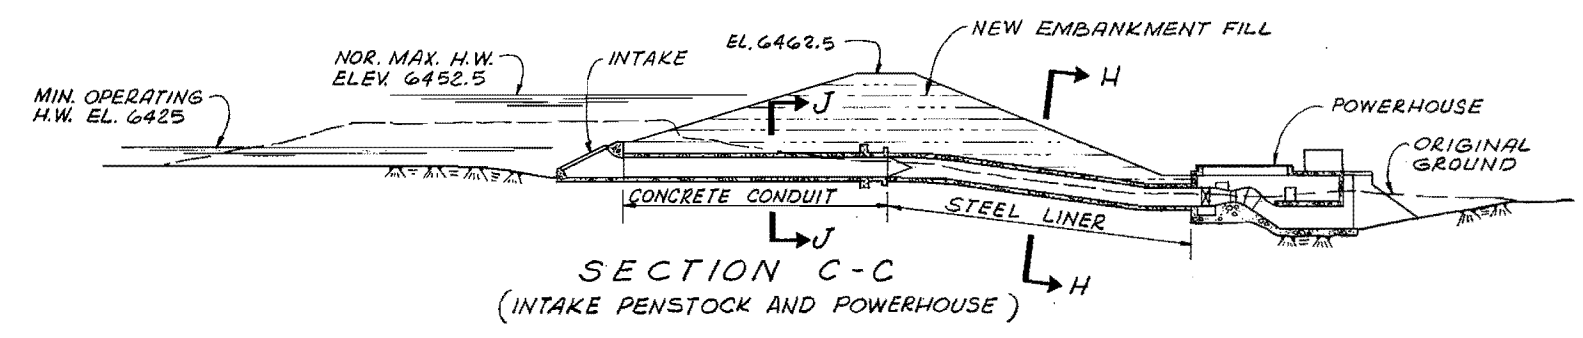 EL. 6462.5
NEW EMBANKMENT FILL
NOR. MAX. H.W.
ELEV. 6452.5
INTAKE
H
MIN. OPERATING
H.W. EL. 6425
J
POWERHOUSE
ORIGINAL
GROUND
CONCRETE CONDUIT
STEEL LINER
J
H
SECTION C-C
(INTAKE PENSTOCK AND POWERHOUSE)